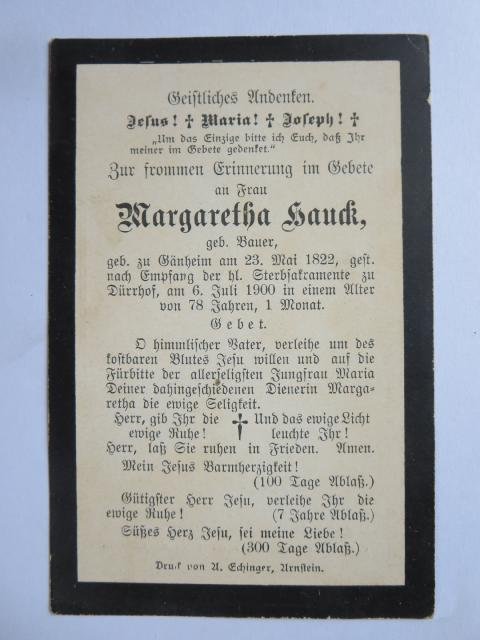 Geistliches Andenken.
Jesus! ✝ Maria! ✝ Joseph! ✝
„Um das Einzige bitte ich Euch, daß Ihr
meiner im Gebete gedenket.“
Zur frommen Erinnerung im Gebete
an Frau
Margaretha Hauck,
geb. Bauer,
geb. zu Gänheim am 23. Mai 1822, gest.
nach Empfang der hl. Sterbsakramente zu
Dürrhof, am 6. Juli 1900 in einem Alter
von 78 Jahren, 1 Monat.
Gebet.
O himmlischer Vater, verleihe um des
kostbaren Blutes Jesu willen und auf die
Fürbitte der allerseligsten Jungfrau Maria
Deiner dahingeschiedenen Dienerin Marga-
retha die ewige Seligkeit.
Herr, gib Ihr die ✝ Und das ewige Licht
ewige Ruhe! leuchte Ihr!
Herr, laß Sie ruhen in Frieden. Amen.
Mein Jesus Barmherzigkeit!
(100 Tage Ablaß.)
Gütigster Herr Jesu, verleihe Ihr die
ewige Ruhe! (7 Jahre Ablaß.)
Süßes Herz Jesu, sei meine Liebe!
(300 Tage Ablaß.)
Druck von A. Echinger, Arnstein.